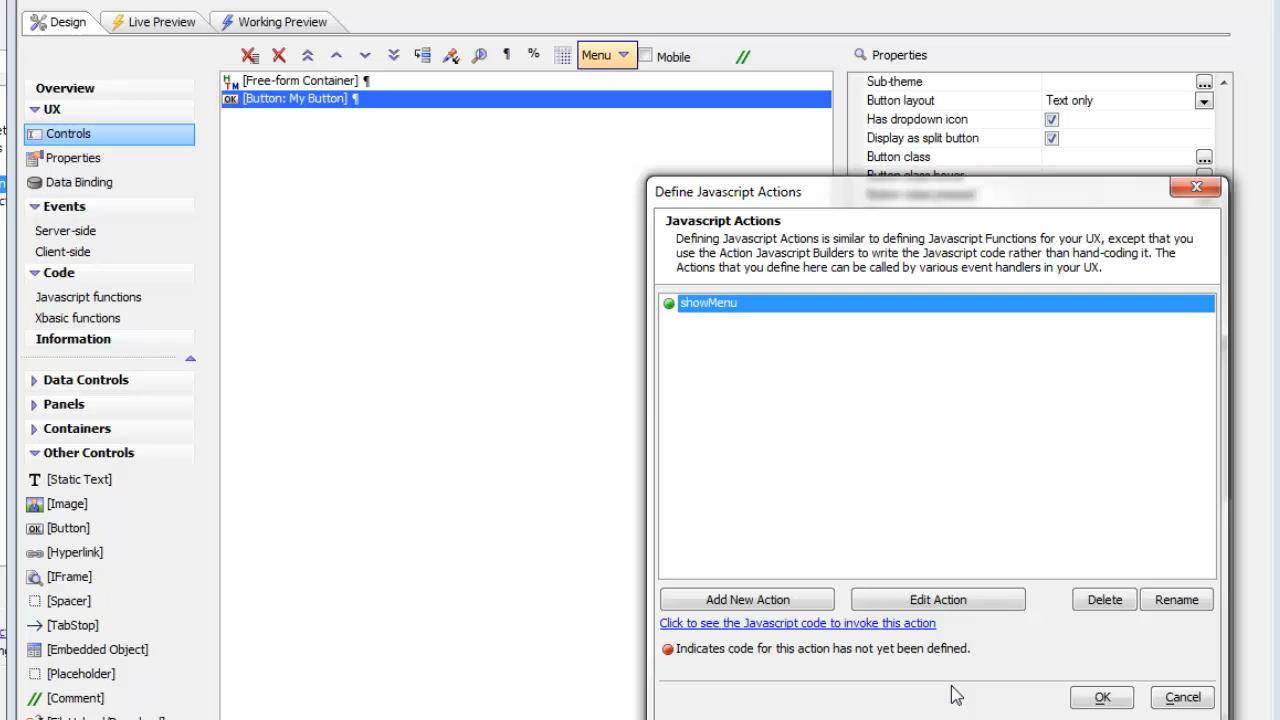 Design
Live Preview
Working Preview
¶
%
Menu
Mobile
//
Properties
Overview
UX
Controls
Properties
Data Binding
Events
Server-side
Client-side
Code
Javascript functions
Xbasic functions
Information
Data Controls
Panels
Containers
Other Controls
T [Static Text]
[Image]
OK [Button]
[Hyperlink]
[IFrame]
[Spacer]
[TabStop]
[Embedded Object]
[Placeholder]
// [Comment]
HTM [Free-form Container] ¶
OK [Button: My Button] ¶
Sub-theme ...
Button layout Text only
Has dropdown icon
Display as split button
Button class ...
Button class hover
Define Javascript Actions
Javascript Actions
Defining Javascript Actions is similar to defining Javascript Functions for your UX, except that you
use the Action Javascript Builders to write the Javascript code rather than hand-coding it. The
Actions that you define here can be called by various event handlers in your UX.
showMenu
Add New Action Edit Action Delete Rename
Click to see the Javascript code to invoke this action
Indicates code for this action has not yet been defined.
OK Cancel